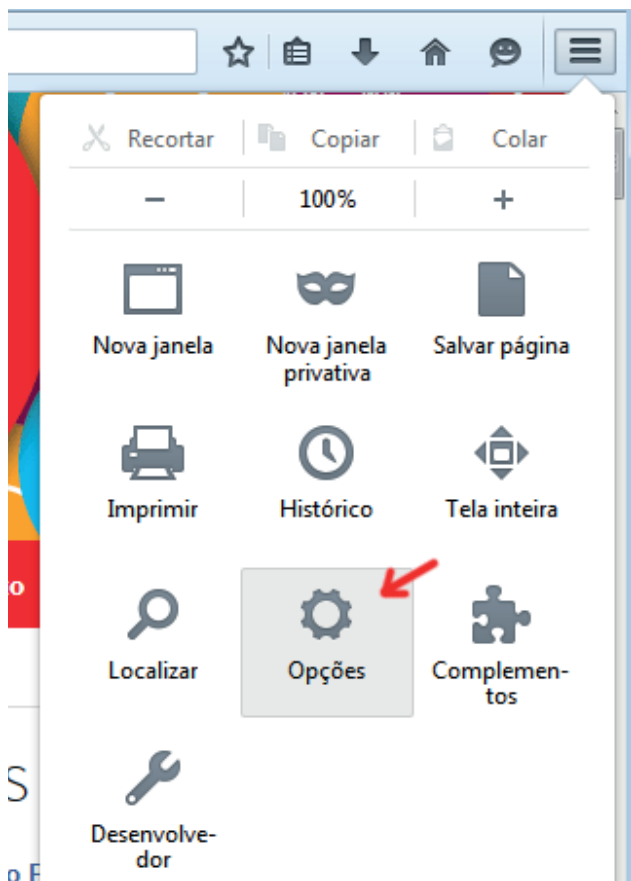 Recortar Copiar Colar
100%
Nova janela Nova janela privativa Salvar página
Imprimir Histórico Tela inteira
o
Localizar Opções Complemen-
tos
S
Desenvolve-
dor
o F